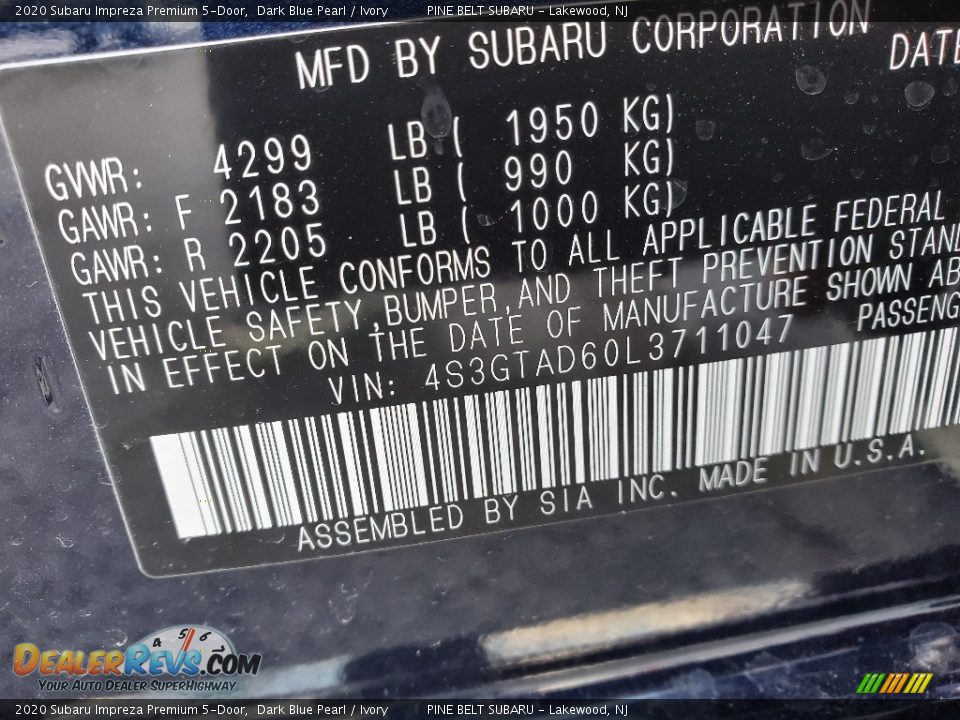 2020 Subaru Impreza Premium 5-Door, Dark Blue Pearl / Ivory PINE BELT SUBARU - Lakewood, NJ
MFD BY SUBARU CORPORATION DATE
GVWR: 4299 LB ( 1950 KG)
GAWR: F 2183 LB ( 990 KG)
GAWR: R 2205 LB ( 1000 KG)
THIS VEHICLE CONFORMS TO ALL APPLICABLE FEDERAL
VEHICLE SAFETY,BUMPER,AND THEFT PREVENTION STAND
IN EFFECT ON THE DATE OF MANUFACTURE SHOWN AB
VIN: 4S3GTAD60L3711047 PASSENG
ASSEMBLED BY SIA INC. MADE IN U.S.A.
4 5 6
DEALERREVS.COM
YOUR AUTO DEALER SUPERHIGHWAY
2020 Subaru Impreza Premium 5-Door, Dark Blue Pearl / Ivory PINE BELT SUBARU - Lakewood, NJ